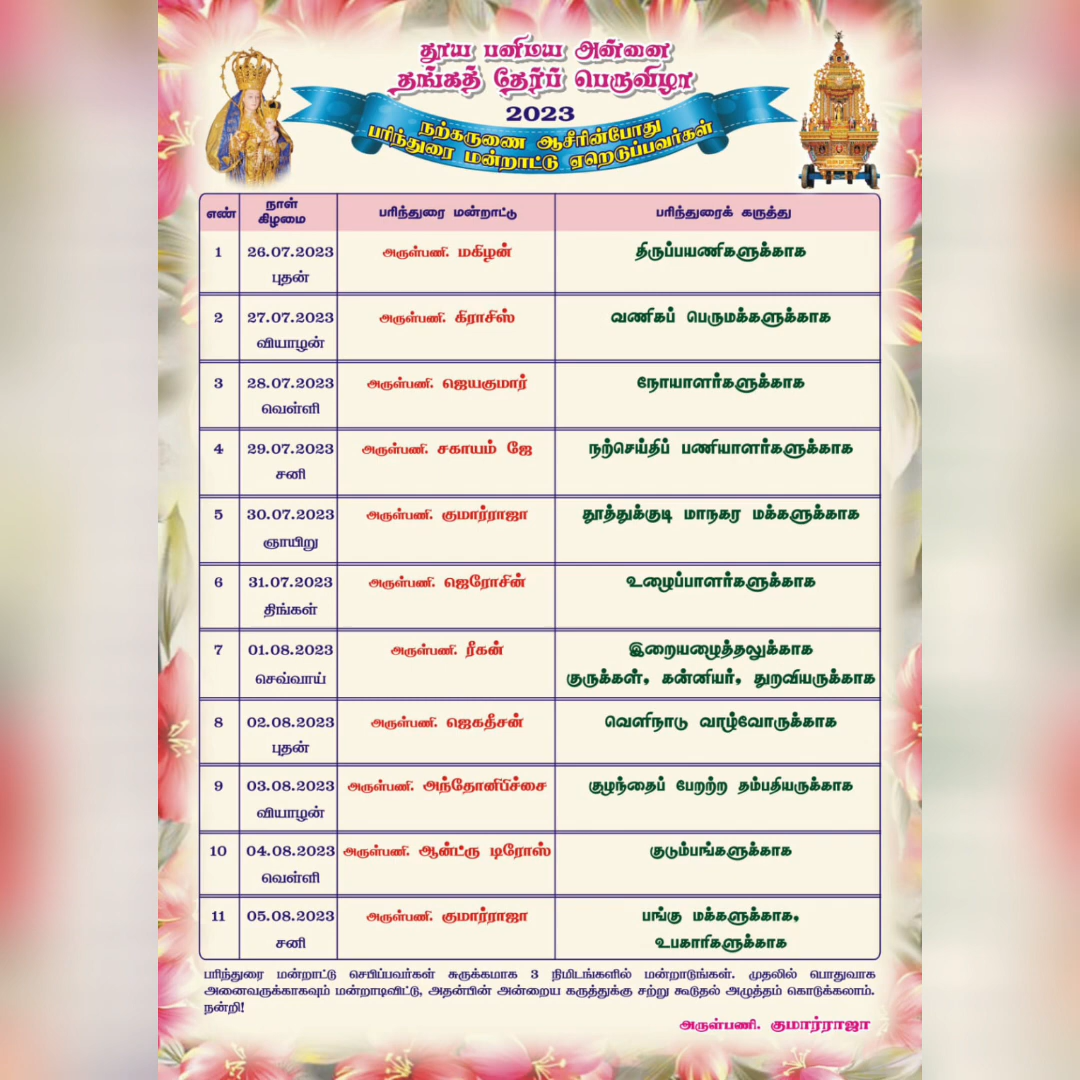 தூய பனிமய அன்னை
தங்கத் தேர்ப் பெருவிழா
2023
நற்கருணை ஆசீரின்போது
பரிந்துரை மன்றாட்டு ஏறெடுப்பவர்கள்
எண் நாள் கிழமை பரிந்துரை மன்றாட்டு பரிந்துரைக் கருத்து
1 26.07.2023 அருள்பணி. மகிழன் திருப்பயணிகளுக்காக
புதன்
2 27.07.2023 அருள்பணி. கிராசிஸ் வணிகப் பெருமக்களுக்காக
வியாழன்
3 28.07.2023 அருள்பணி. ஜெயகுமார் நோயாளர்களுக்காக
வெள்ளி
4 29.07.2023 அருள்பணி. சகாயம் ஜே நற்செய்திப் பணியாளர்களுக்காக
சனி
5 30.07.2023 அருள்பணி. குமார்ராஜா தூத்துக்குடி மாநகர மக்களுக்காக
ஞாயிறு
6 31.07.2023 அருள்பணி. ஜெரோசின் உழைப்பாளர்களுக்காக
திங்கள்
7 01.08.2023 அருள்பணி. ரீகன் இறையழைத்தலுக்காக
செவ்வாய் குருக்கள், கன்னியர், துறவியருக்காக
8 02.08.2023 அருள்பணி. ஜெகதீசன் வெளிநாடு வாழ்வோருக்காக
புதன்
9 03.08.2023 அருள்பணி. அந்தோனிபிச்சை குழந்தைப் பேறற்ற தம்பதியருக்காக
வியாழன்
10 04.08.2023 அருள்பணி. ஆன்ட்ரு டிரோஸ் குடும்பங்களுக்காக
வெள்ளி
11 05.08.2023 அருள்பணி. குமார்ராஜா பங்கு மக்களுக்காக,
சனி உபகாரிகளுக்காக
பரிந்துரை மன்றாட்டு செபிப்பவர்கள் சுருக்கமாக 3 நிமிடங்களில் மன்றாடுங்கள். முதலில் பொதுவாக
அனைவருக்காகவும் மன்றாடிவிட்டு, அதன்பின் அன்றைய கருத்துக்கு சற்று கூடுதல் அழுத்தம் கொடுக்கலாம்.
நன்றி!
அருள்பணி. குமார்ராஜா